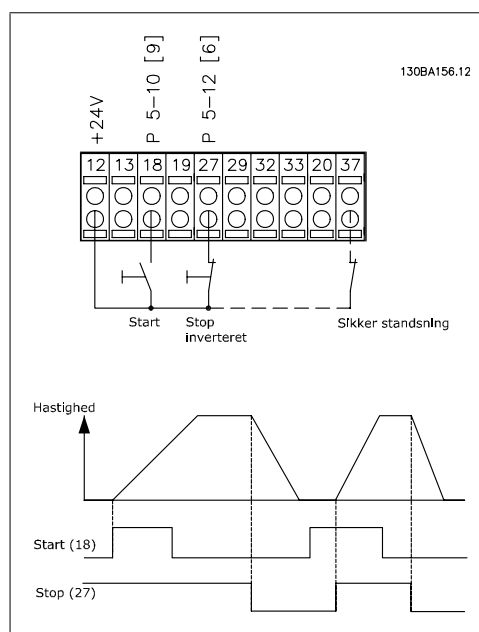 130BA156.12
+24V
P 5-10 [9]
P 5-12 [6]
12 13 18 19 27 29 32 33 20 37
Start
Stop
inverteret
Sikker standsning
Hastighed
Start (18)
Stop (27)